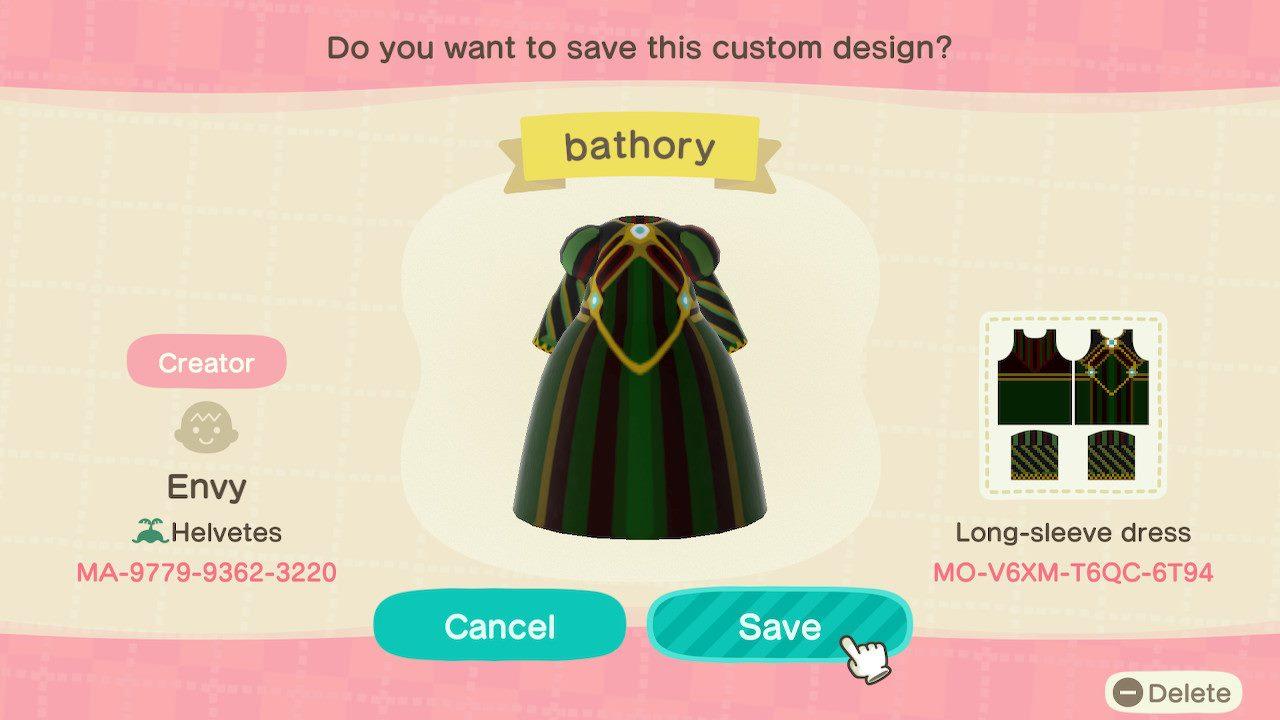 Do you want to save this custom design?
bathory
Creator
Envy
Helvetes
MA-9779-9362-3220
Long-sleeve dress
MO-V6XM-T6QC-6T94
Cancel
Save
Delete